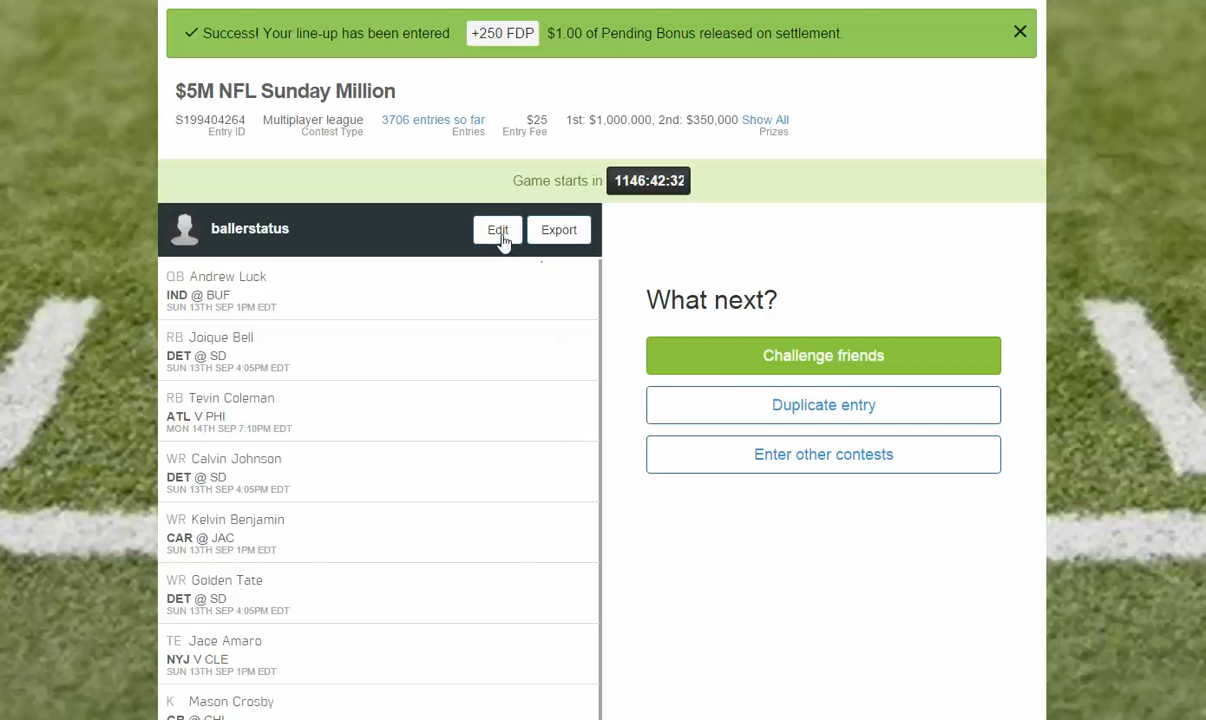 Success! Your line-up has been entered +250 FDP $1.00 of Pending Bonus released on settlement.
$5M NFL Sunday Million
S199404264 Multiplayer league 3706 entries so far $25 1st: $1,000,000, 2nd: $350,000 Show All
Entry ID Contest Type Entries Entry Fee Prizes
Game starts in 1146:42:32
ballerstatus Edit Export
QB Andrew Luck
IND @ BUF
SUN 13TH SEP 1PM EDT
RB Joique Bell
DET @ SD
SUN 13TH SEP 4:05PM EDT
RB Tevin Coleman
ATL V PHI
MON 14TH SEP 7:10PM EDT
WR Calvin Johnson
DET @ SD
SUN 13TH SEP 4:05PM EDT
WR Kelvin Benjamin
CAR @ JAC
SUN 13TH SEP 1PM EDT
WR Golden Tate
DET @ SD
SUN 13TH SEP 4:05PM EDT
TE Jace Amaro
NYJ V CLE
SUN 13TH SEP 1PM EDT
K Mason Crosby
GB @ CHI
What next?
Challenge friends
Duplicate entry
Enter other contests